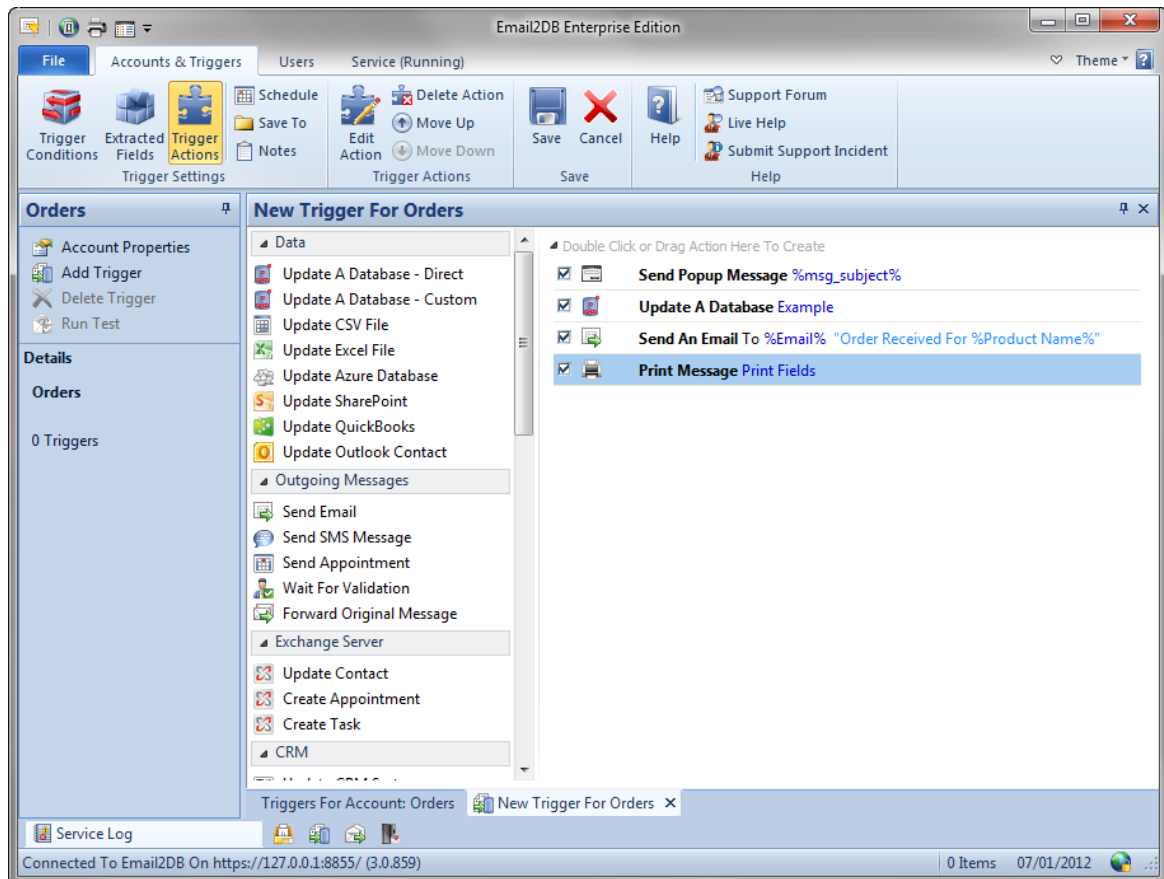 Email2DB Enterprise Edition
File
Accounts & Triggers
Users
Service (Running)
Theme
Trigger Conditions
Extracted Fields
Trigger Actions
Schedule
Save To
Notes
Trigger Settings
Edit Action
Delete Action
Move Up
Move Down
Trigger Actions
Save
Cancel
Save
Help
Support Forum
Live Help
Submit Support Incident
Help
Orders
Account Properties
Add Trigger
Delete Trigger
Run Test
Details
Orders
0 Triggers
New Trigger For Orders
Data
Update A Database - Direct
Update A Database - Custom
Update CSV File
Update Excel File
Update Azure Database
Update SharePoint
Update QuickBooks
Update Outlook Contact
Outgoing Messages
Send Email
Send SMS Message
Send Appointment
Wait For Validation
Forward Original Message
Exchange Server
Update Contact
Create Appointment
Create Task
CRM
Double Click or Drag Action Here To Create
Send Popup Message %msg_subject%
Update A Database Example
Send An Email To %Email% "Order Received For %Product Name%"
Print Message Print Fields
Triggers For Account: Orders
New Trigger For Orders
Service Log
Connected To Email2DB On https://127.0.0.1:8855/ (3.0.859)
0 Items
07/01/2012